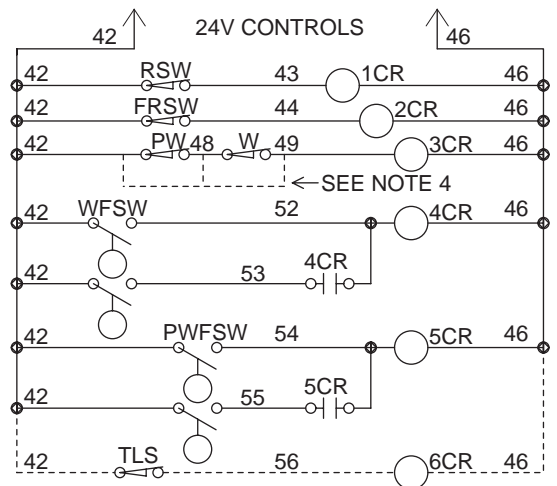 42 24V CONTROLS 46
42 RSW 43 1CR 46
42 FRSW 44 2CR 46
42 PW 48 W 49 3CR 46
SEE NOTE 4
42 WFSW 52 4CR 46
42 53 4CR
42 PWFSW 54 5CR 46
42 55 5CR
42 TLS 56 6CR 46